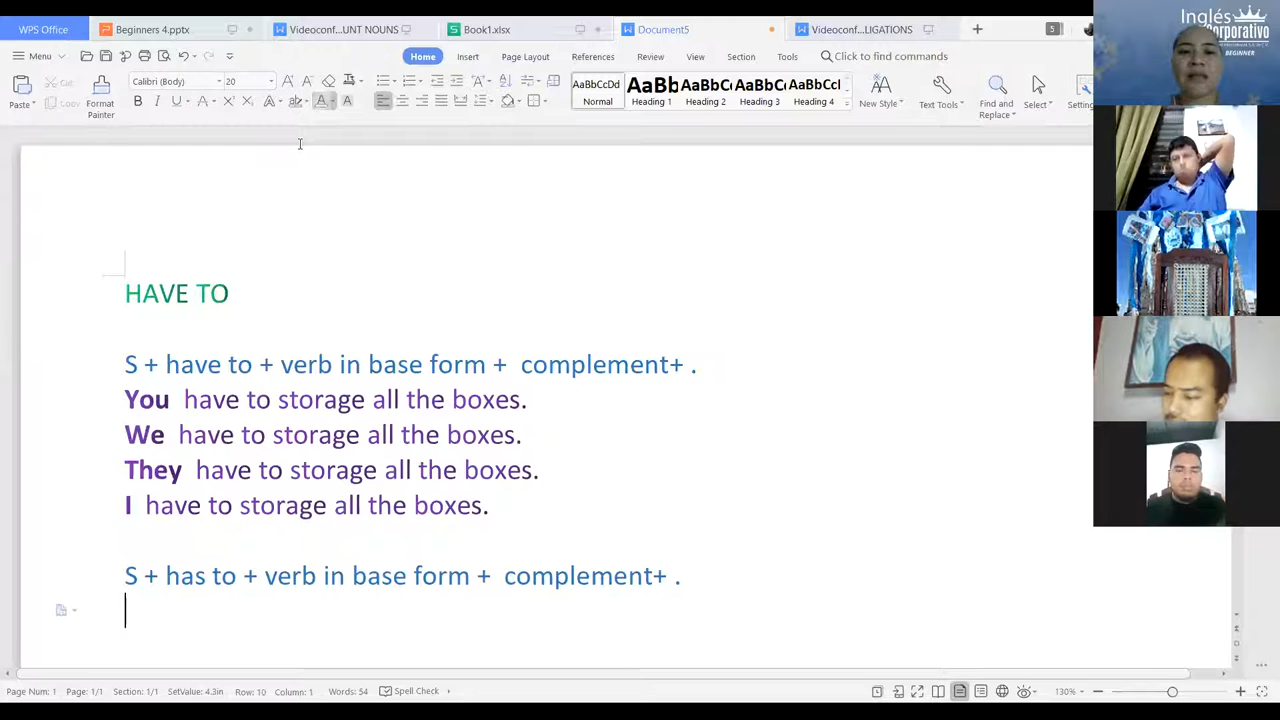 WPS Office Beginners 4.pptx Videoconf...UNT NOUNS Book1.xlsx Document5 Videoconf...LIGATIONS + 5
Menu Home Insert Page Layout References Review View Section Tools Click to find commands
Paste Cut Copy Format Painter Calibri (Body) 20 AaBbCcDd Normal AaBb Heading 1 AaBbC Heading 2 AaBbC Heading 3 AaBbCcl Heading 4 New Style Text Tools Find and Replace Select Settin
Inglés
Corporativo
BEGINNER
HAVE TO
S + have to + verb in base form + complement+ .
You have to storage all the boxes.
We have to storage all the boxes.
They have to storage all the boxes.
I have to storage all the boxes.
S + has to + verb in base form + complement+ .
Page Num: 1 Page: 1/1 Section: 1/1 SetValue: 4.3in Row: 10 Column: 1 Words: 54 Spell Check 130%